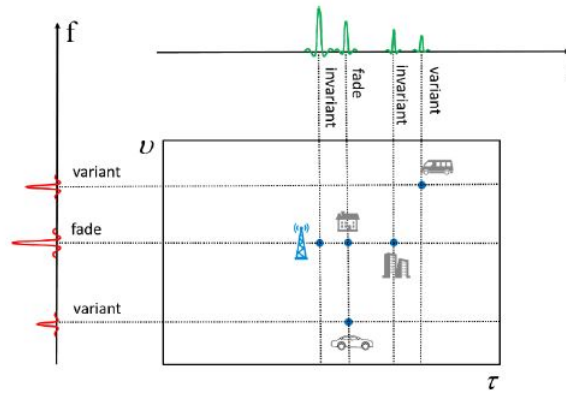 f
invariant
fade
invariant
variant
υ
variant
fade
variant
τ